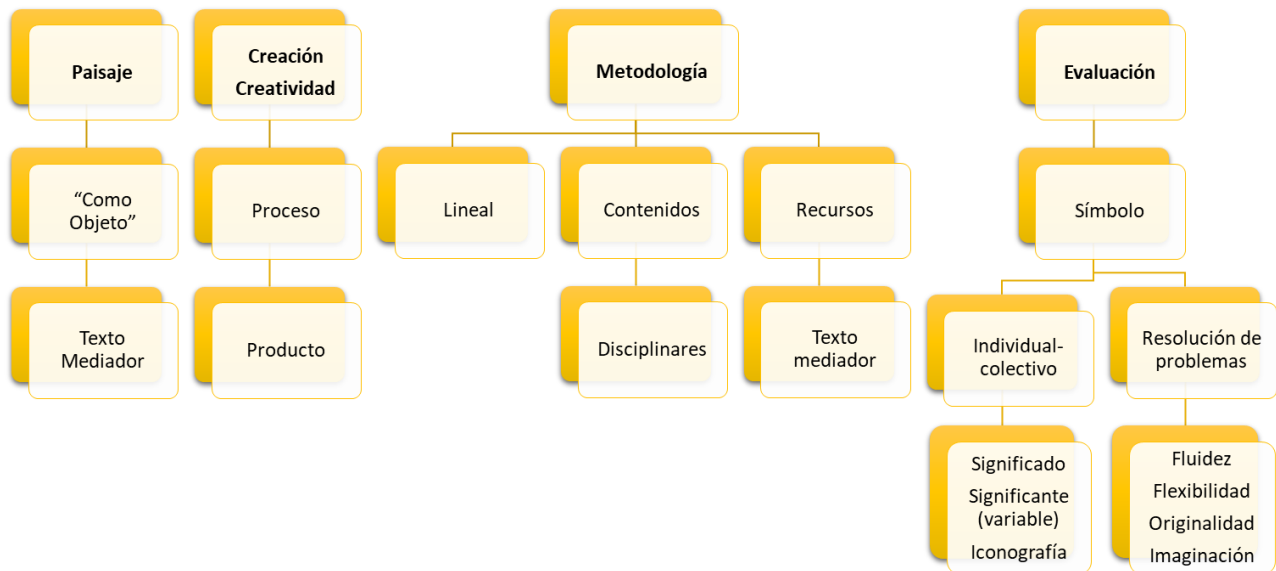 Paisaje
“Como
Objeto”
Texto
Mediador
Creación
Creatividad
Proceso
Producto
Metodología
Lineal
Contenidos
Disciplinares
Recursos
Texto
mediador
Evaluación
Símbolo
Individual-
colectivo
Significado
Significante
(variable)
Iconografía
Resolución de
problemas
Fluidez
Flexibilidad
Originalidad
Imaginación